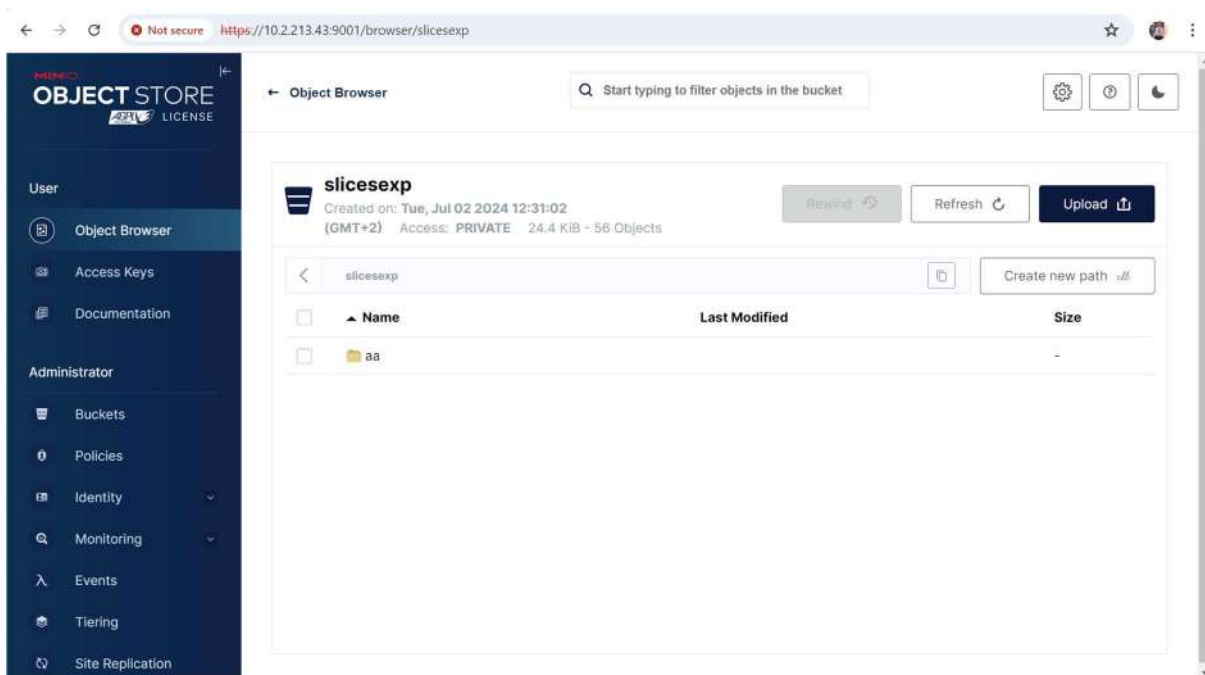 Not secure https://10.2.213.43:9001/browser/slicesexp
MINIO
OBJECT STORE
AGPLv3 LICENSE
← Object Browser
Start typing to filter objects in the bucket
User
Object Browser
Access Keys
Documentation
Administrator
Buckets
Policies
Identity
Monitoring
λ Events
Tiering
Site Replication
slicesexp
Created on: Tue, Jul 02 2024 12:31:02
(GMT+2) Access: PRIVATE 24.4 KiB - 56 Objects
Rewind
Refresh
Upload
slicesexp
Create new path
Name Last Modified Size
aa -